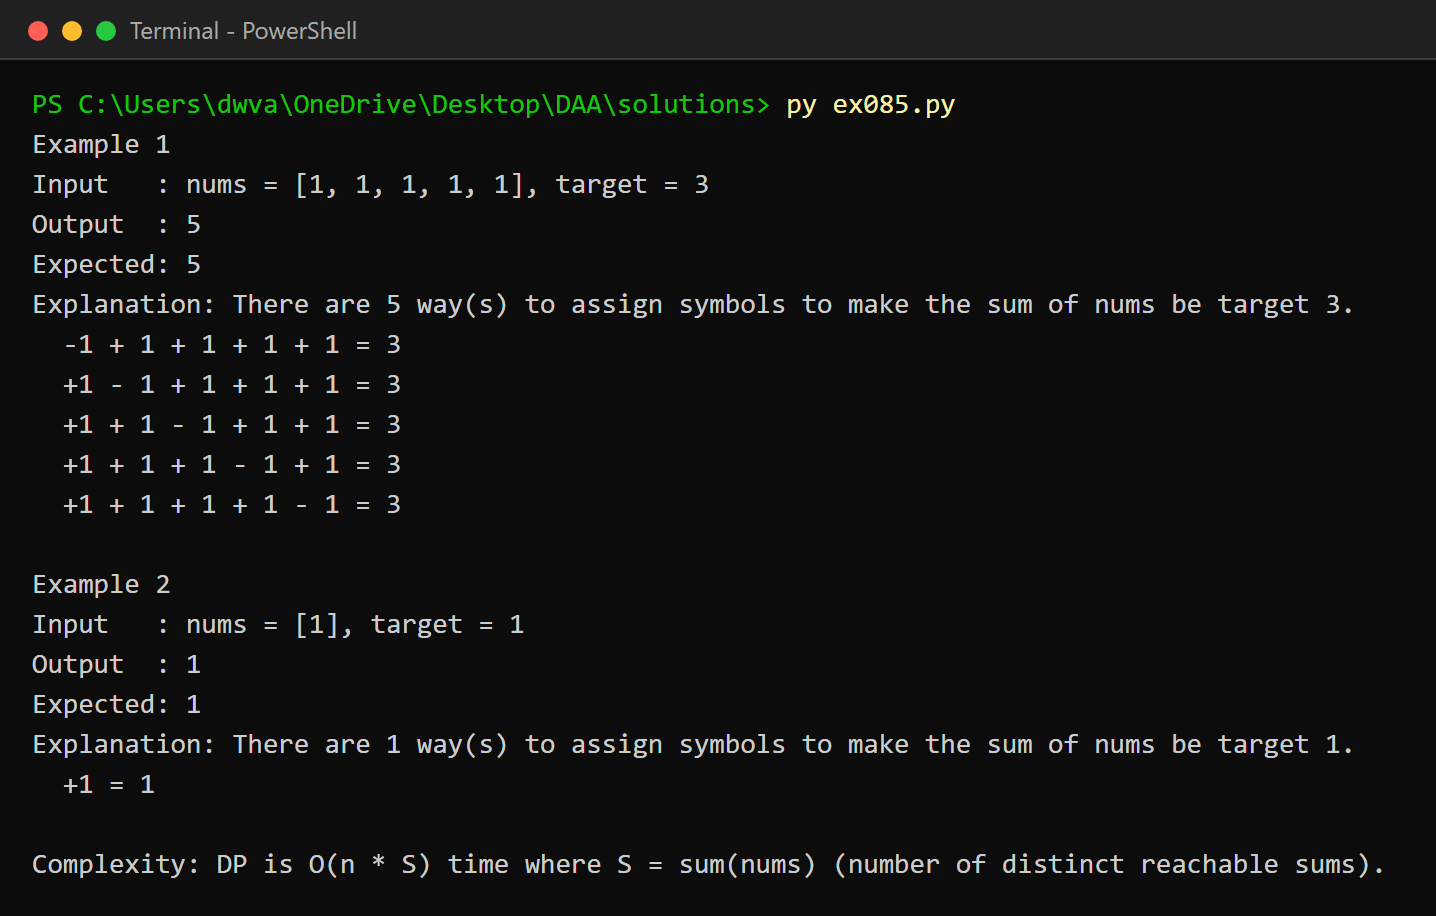 Terminal - PowerShell
PS C:\Users\dwva\OneDrive\Desktop\DAA\solutions> py ex085.py
Example 1
Input   : nums = [1, 1, 1, 1, 1], target = 3
Output  : 5
Expected: 5
Explanation: There are 5 way(s) to assign symbols to make the sum of nums be target 3.
  -1 + 1 + 1 + 1 + 1 = 3
  +1 - 1 + 1 + 1 + 1 = 3
  +1 + 1 - 1 + 1 + 1 = 3
  +1 + 1 + 1 - 1 + 1 = 3
  +1 + 1 + 1 + 1 - 1 = 3
Example 2
Input   : nums = [1], target = 1
Output  : 1
Expected: 1
Explanation: There are 1 way(s) to assign symbols to make the sum of nums be target 1.
  +1 = 1
Complexity: DP is O(n * S) time where S = sum(nums) (number of distinct reachable sums).